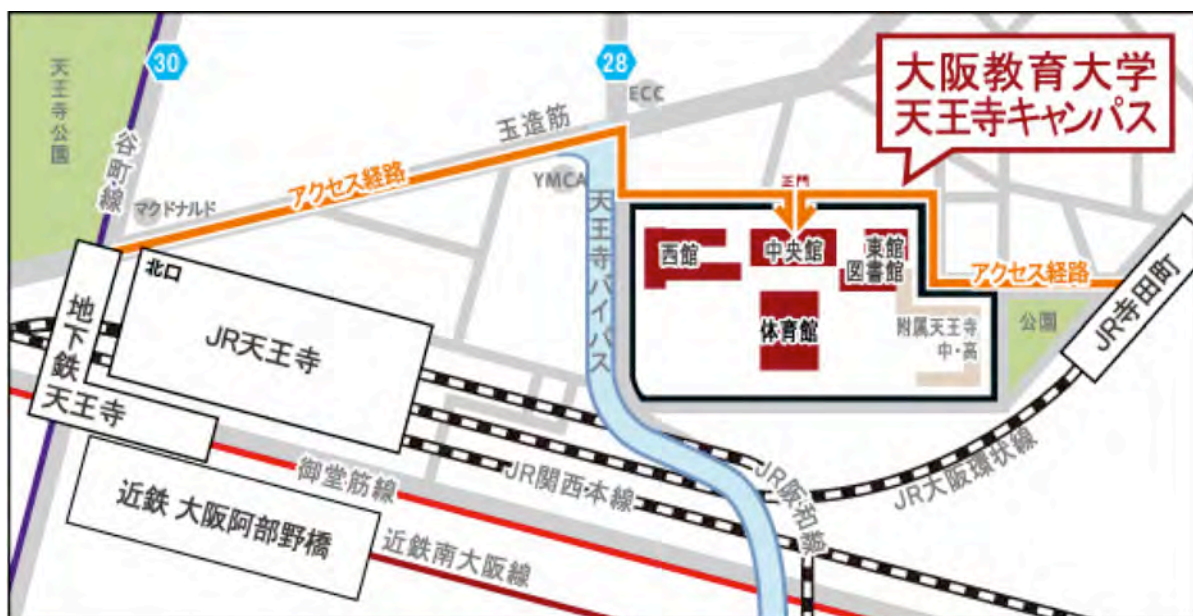 30
28
ECC
大阪教育大学
天王寺キャンパス
天王寺公園
谷町線
玉造筋
アクセス経路
マクドナルド
YMCA
正門
天王寺バイパス
西館
中央館
東館
図書館
体育館
附属天王寺
中・高
アクセス経路
公園
JR寺田町
北口
JR天王寺
地下鉄
天王寺
御堂筋線
JR関西本線
JR阪和線
JR大阪環状線
近鉄 大阪阿部野橋
近鉄南大阪線